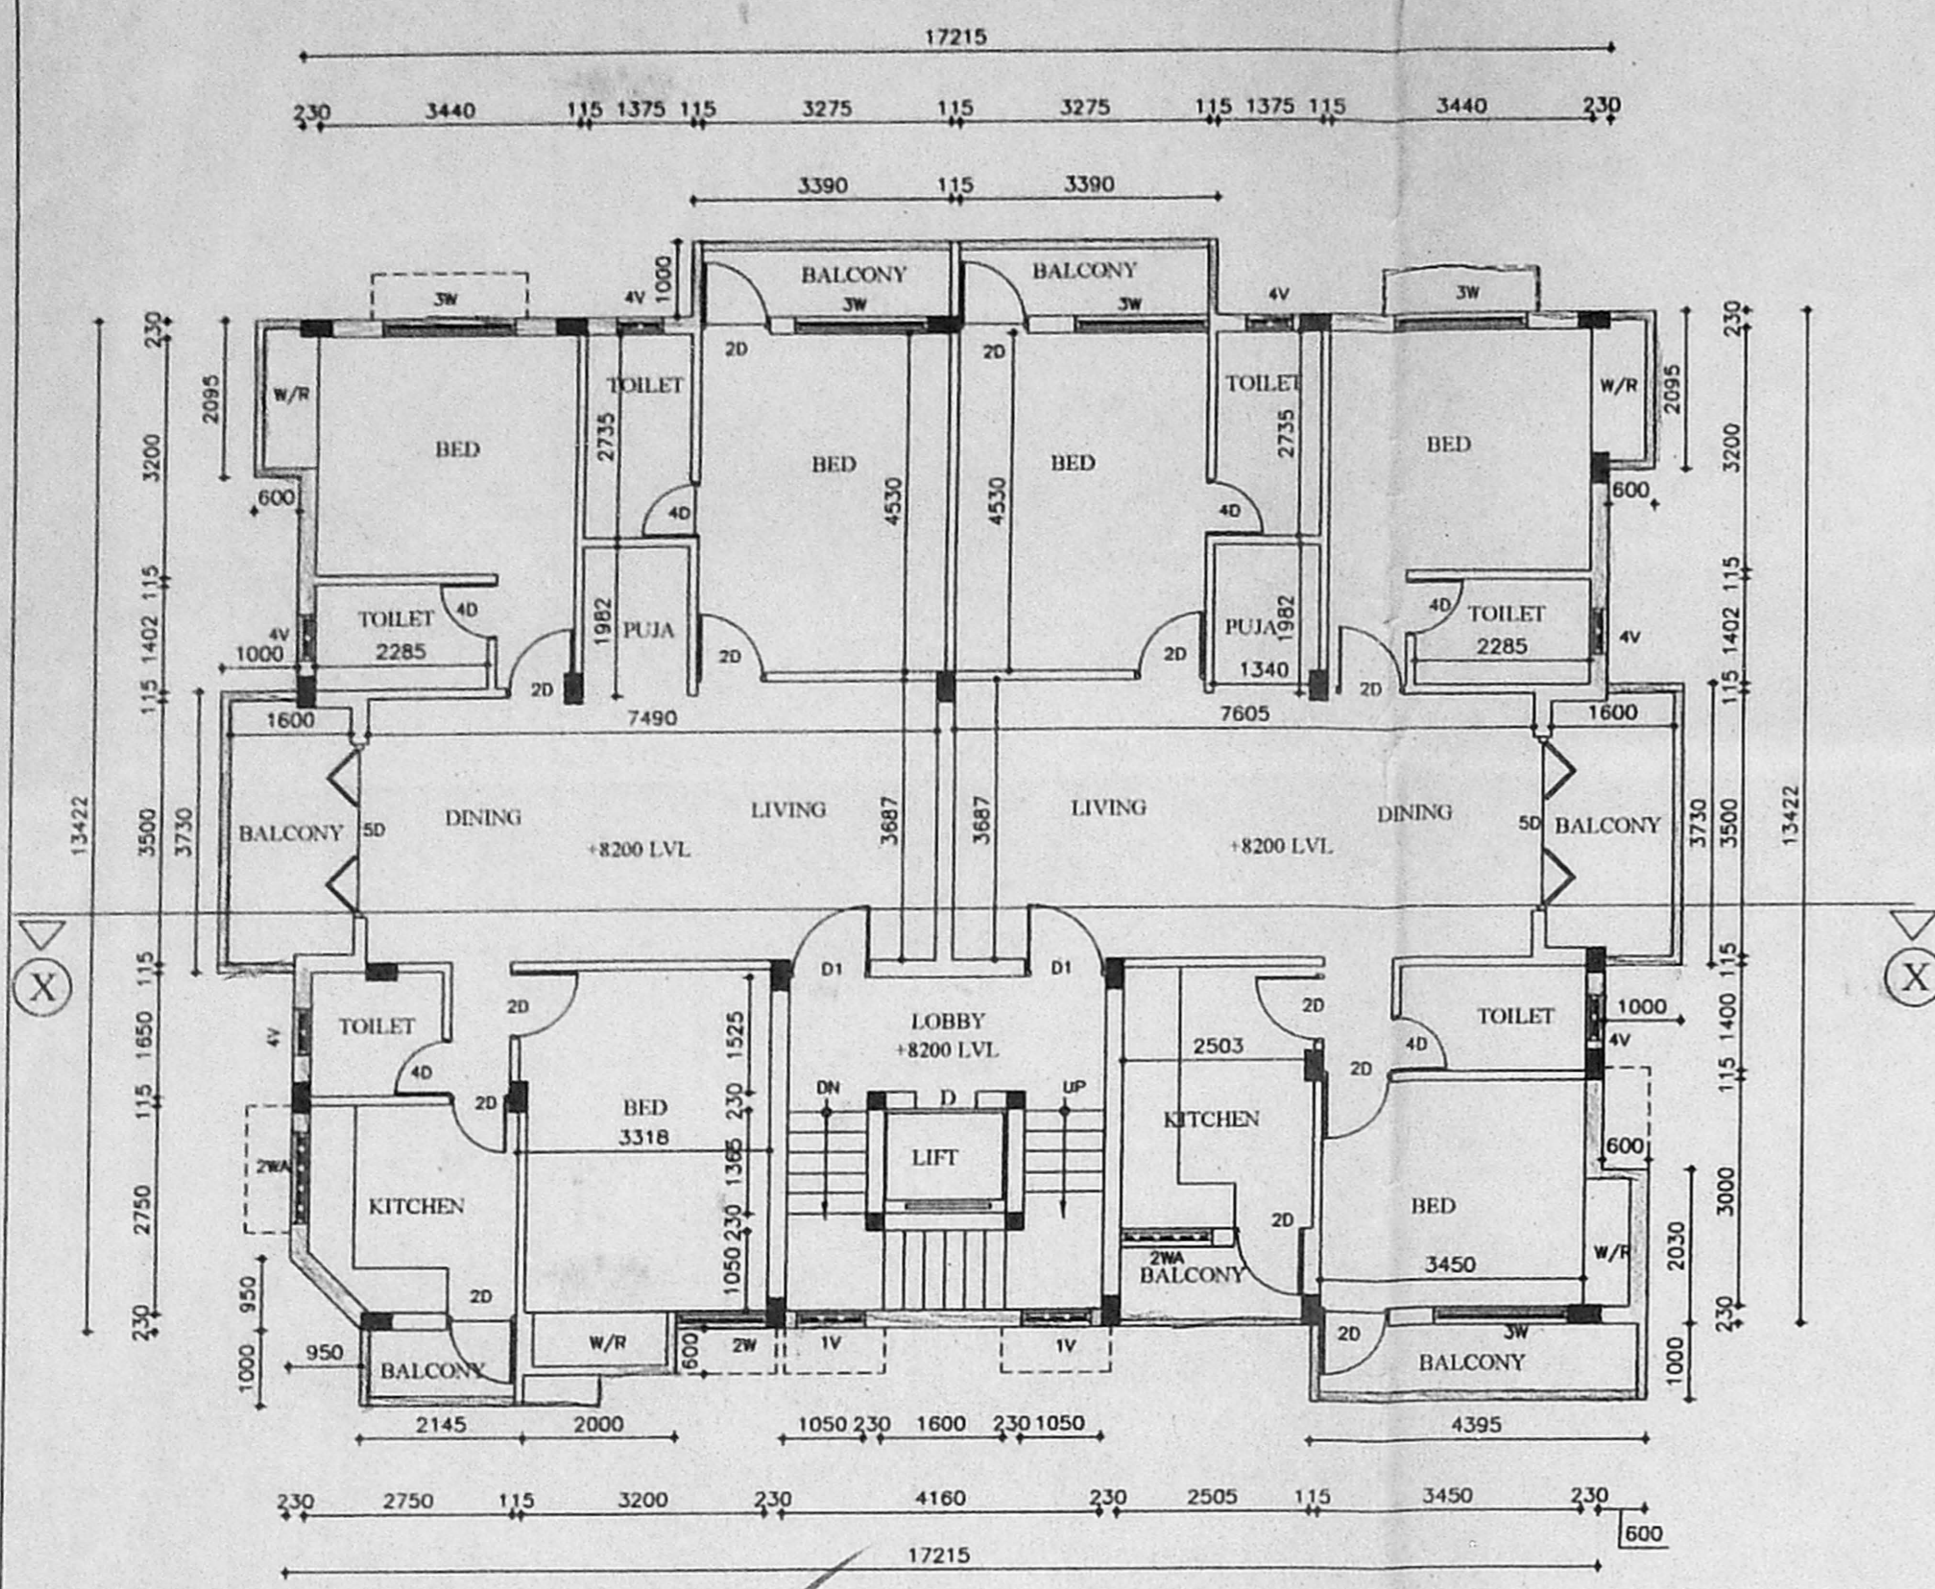 17215
230 3440 115 1375 115 3275 115 3275 115 1375 115 3440 230
3390 115 3390
1000
BALCONY BALCONY
3W 4V 3W 3W 4V 3W
230 230
2D 2D
2095 W/R TOILET TOILET W/R 2095
3200 BED 2735 BED BED 2735 BED 3200
600 4530 4530 600
4D 4D
115 115
4V TOILET 4D 1982 PUJA PUJA 1982 4D TOILET 4V
1402 1402
1000 2285 2D 2D 1340 2285
115 2D 2D 115
1600 7490 7605 1600
13422 3500 3730 BALCONY 5D DINING LIVING 3687 3687 LIVING DINING 5D BALCONY 3730 3500 13422
+8200 LVL +8200 LVL
X X
115 D1 D1 115
2D 2D
1650 4V TOILET 1525 LOBBY TOILET 1000 1400
+8200 LVL 2503 4D 4V
4D DN UP 2D 115
115 2D BED 230 D KITCHEN
3318 600
2WA 1365 LIFT
2750 KITCHEN BED 3000
230 2D
1050 2WA W/R 2030
BALCONY 3450
950 2D
230 W/R 600 2W 1V 1V 2D 3W 230
1000 950 BALCONY BALCONY 1000
2145 2000 1050 230 1600 230 1050 4395
230 2750 115 3200 230 4160 230 2505 115 3450 230
600
17215